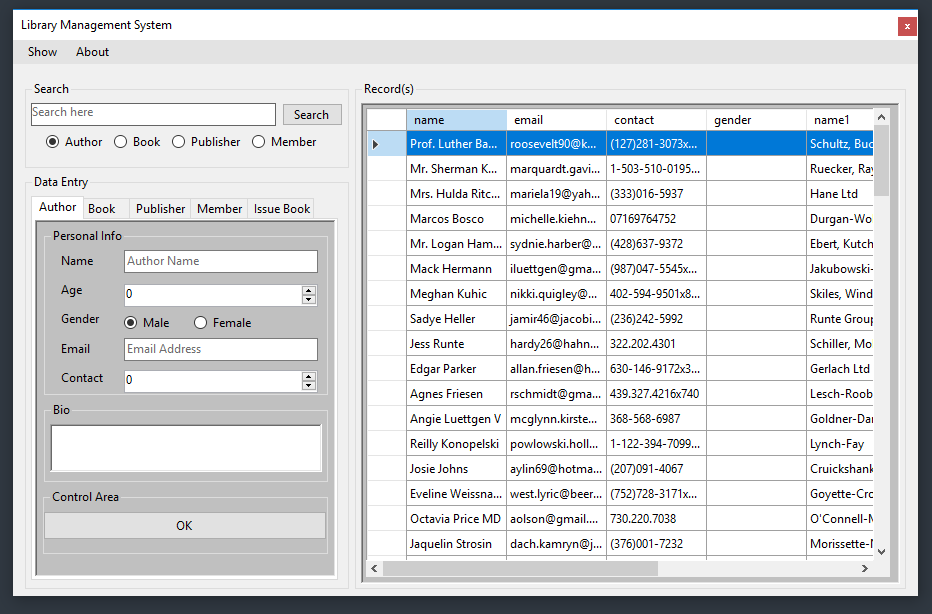 Library Management System
x
Show About
Search
Search here
Search
Author Book Publisher Member
Data Entry
Author Book Publisher Member Issue Book
Personal Info
Name Author Name
Age 0
Gender Male Female
Email Email Address
Contact 0
Bio
Control Area
OK
Record(s)
name email contact gender name1
Prof. Luther Ba... roosevelt90@k... (127)281-3073x... Schultz, Buc
Mr. Sherman K... marquardt.gavi... 1-503-510-0195... Ruecker, Ray
Mrs. Hulda Ritc... mariela19@yah... (333)016-5937 Hane Ltd
Marcos Bosco michelle.kiehn... 07169764752 Durgan-Wo
Mr. Logan Ham... sydnie.harber@... (428)637-9372 Ebert, Kutch
Mack Hermann iluettgen@gma... (987)047-5545x... Jakubowski-
Meghan Kuhic nikki.quigley@... 402-594-9501x8... Skiles, Wind
Sadye Heller jamir46@jacobi... (236)242-5992 Runte Group
Jess Runte hardy26@hahn... 322.202.4301 Schiller, Mo
Edgar Parker allan.friesen@h... 630-146-9172x3... Gerlach Ltd
Agnes Friesen rschmidt@gma... 439.327.4216x740 Lesch-Roob
Angie Luettgen V mcglynn.kirste... 368-568-6987 Goldner-Dar
Reilly Konopelski powlowski.holl... 1-122-394-7099... Lynch-Fay
Josie Johns aylin69@hotma... (207)091-4067 Cruickshank
Eveline Weissna... west.lyric@beer... (752)728-3171x... Goyette-Cro
Octavia Price MD aolson@gmail.... 730.220.7038 O'Connell-M
Jaquelin Strosin dach.kamryn@j... (376)001-7232 Morissette-M